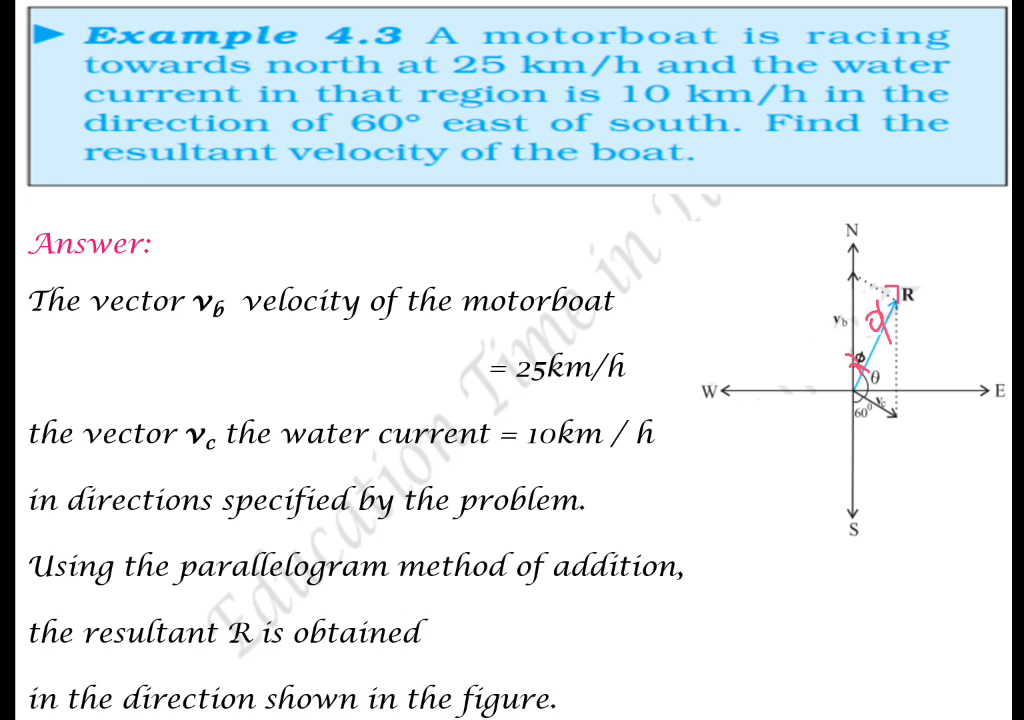 ► Example 4.3 A motorboat is racing
towards north at 25 km/h and the water
current in that region is 10 km/h in the
direction of 60° east of south. Find the
resultant velocity of the boat.
Answer:
The vector v_b velocity of the motorboat
= 25km/h
the vector v_c the water current = 10km / h
in directions specified by the problem.
Using the parallelogram method of addition,
the resultant R is obtained
in the direction shown in the figure.
N
R
v_b
ϕ
θ
W
E
v_c
60°
S
Education Time in